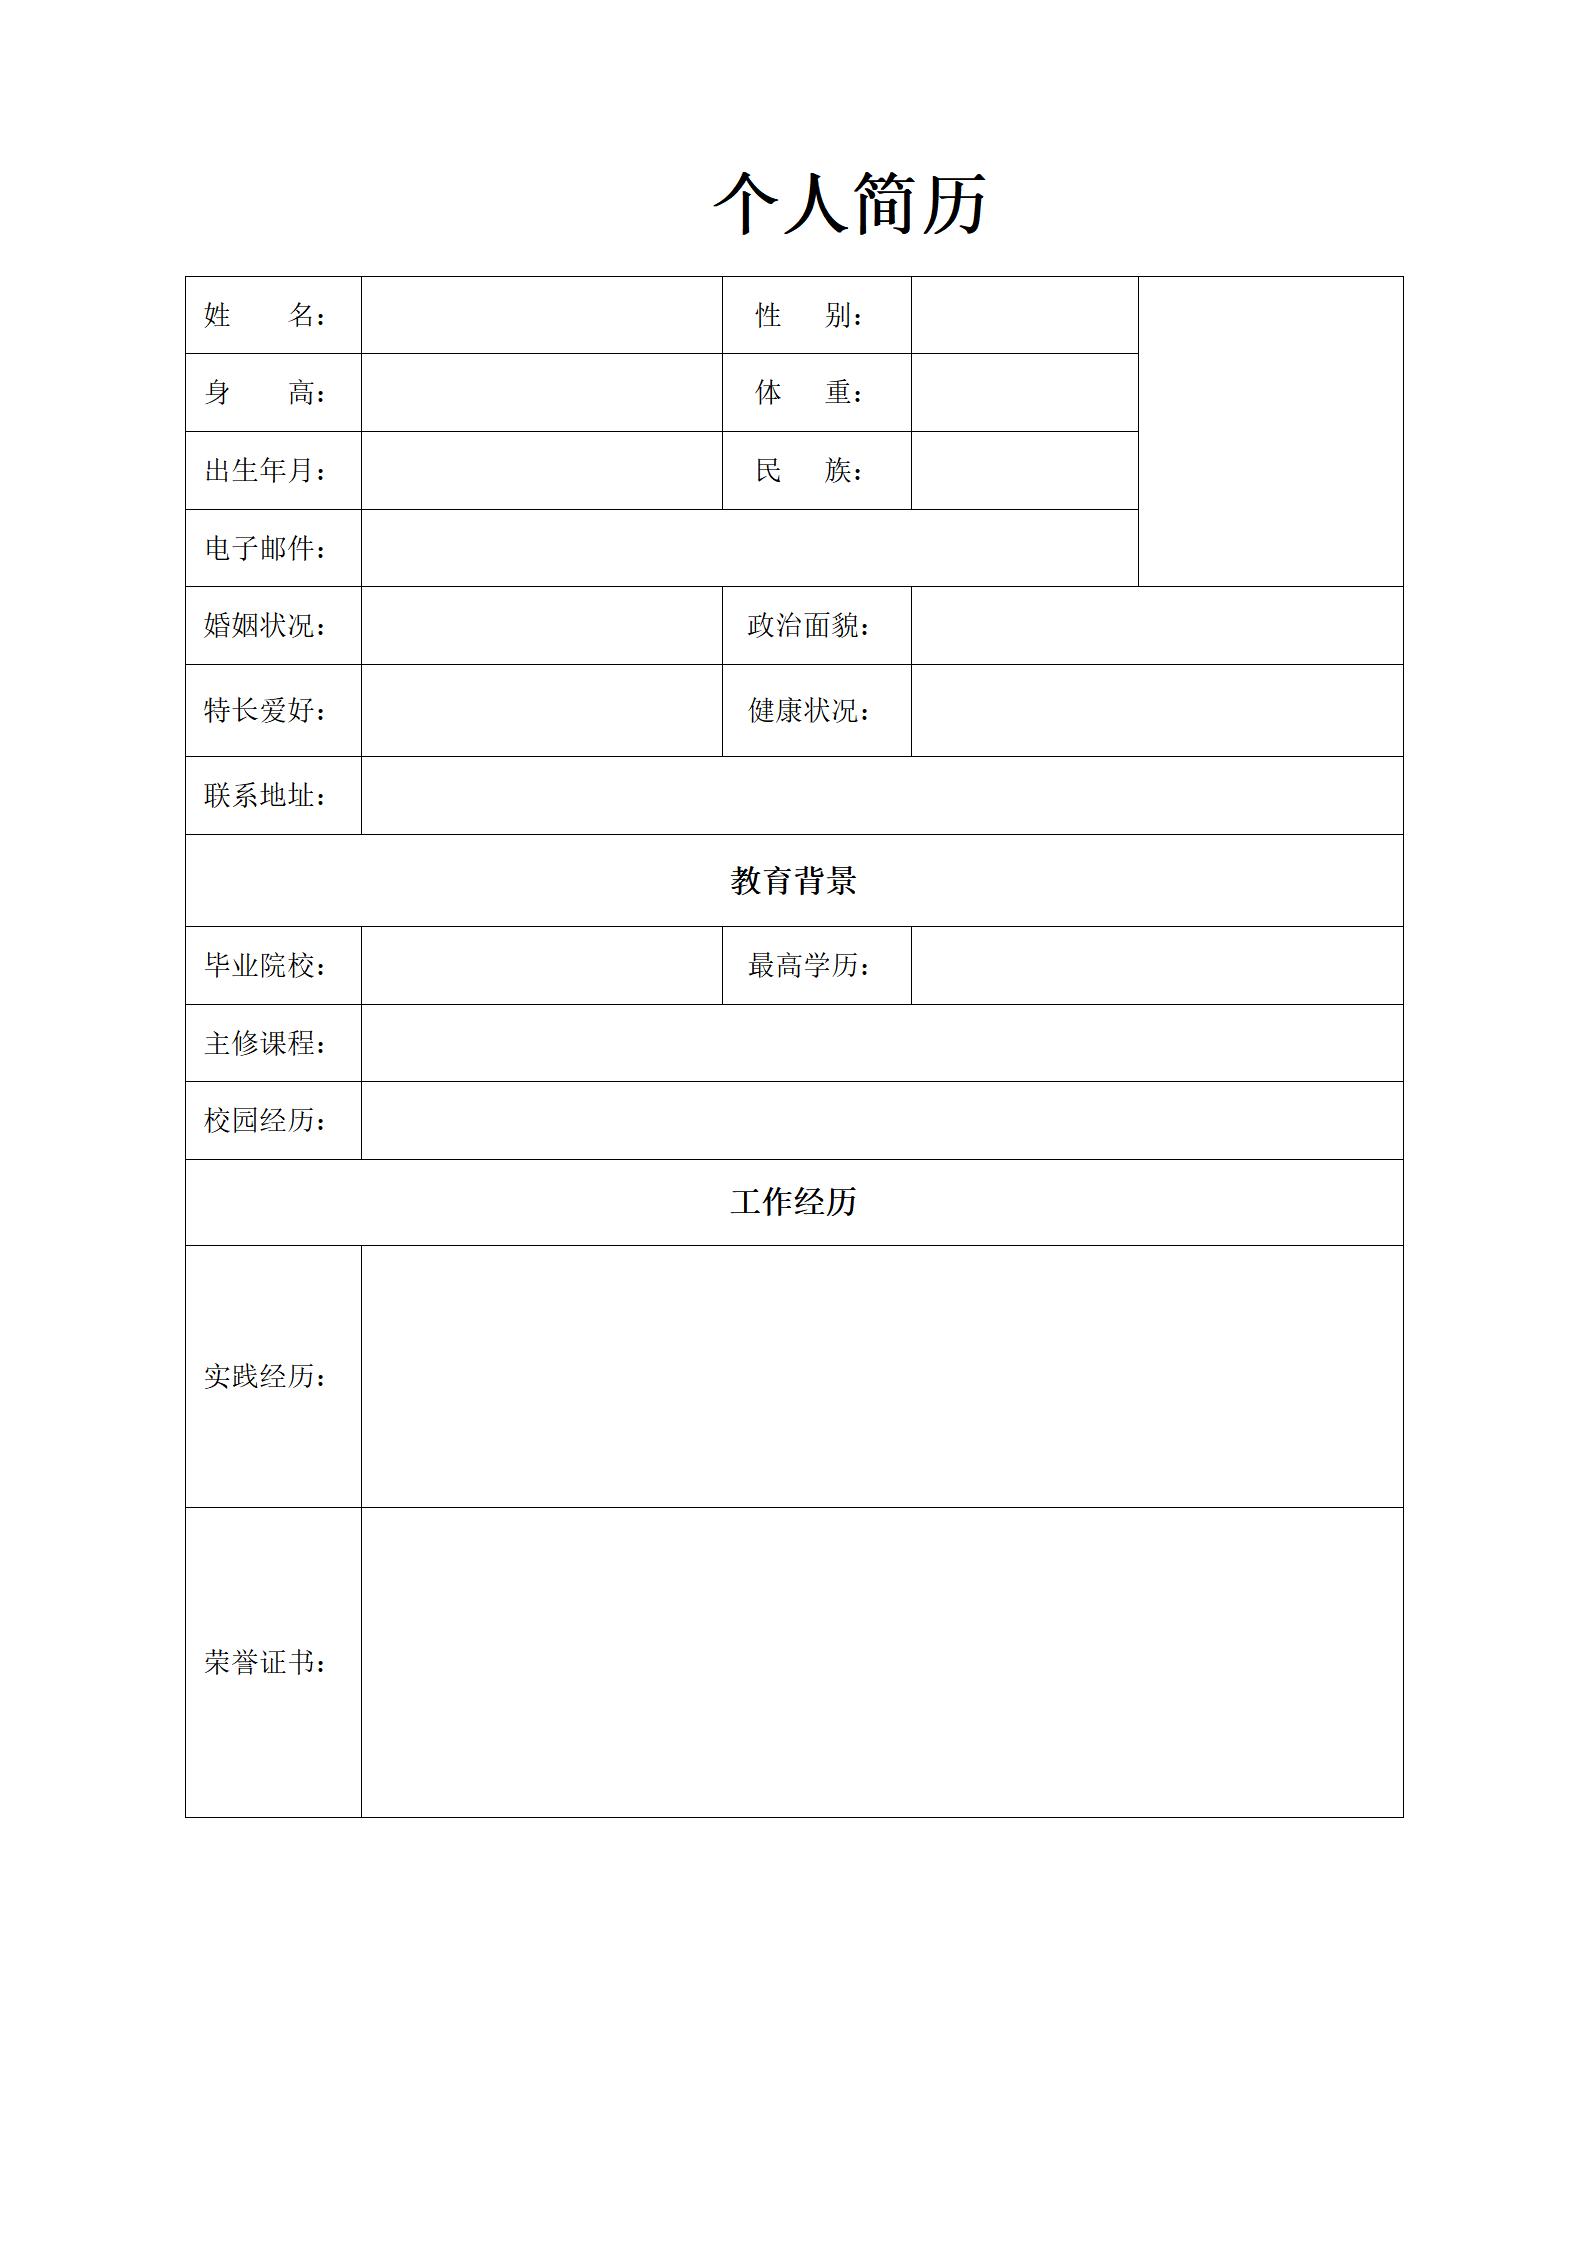 个人简历
姓 名： 性 别：
身 高： 体 重：
出生年月： 民 族：
电子邮件：
婚姻状况： 政治面貌：
特长爱好： 健康状况：
联系地址：
教育背景
毕业院校： 最高学历：
主修课程：
校园经历：
工作经历
实践经历：
荣誉证书：